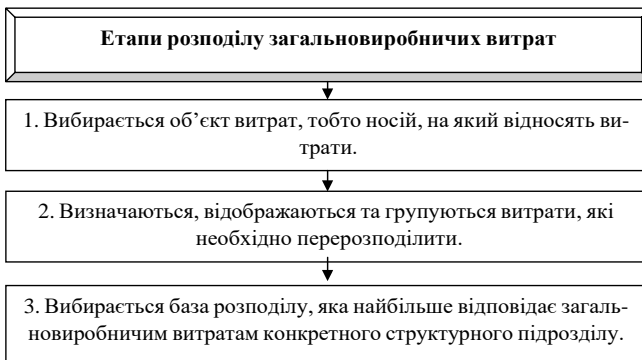 Етапи розподілу загальновиробничих витрат
1. Вибирається об’єкт витрат, тобто носій, на який відносять ви-
трати.
2. Визначаються, відображаються та групуються витрати, які
необхідно перерозподілити.
3. Вибирається база розподілу, яка найбільше відповідає загаль-
новиробничим витратам конкретного структурного підрозділу.